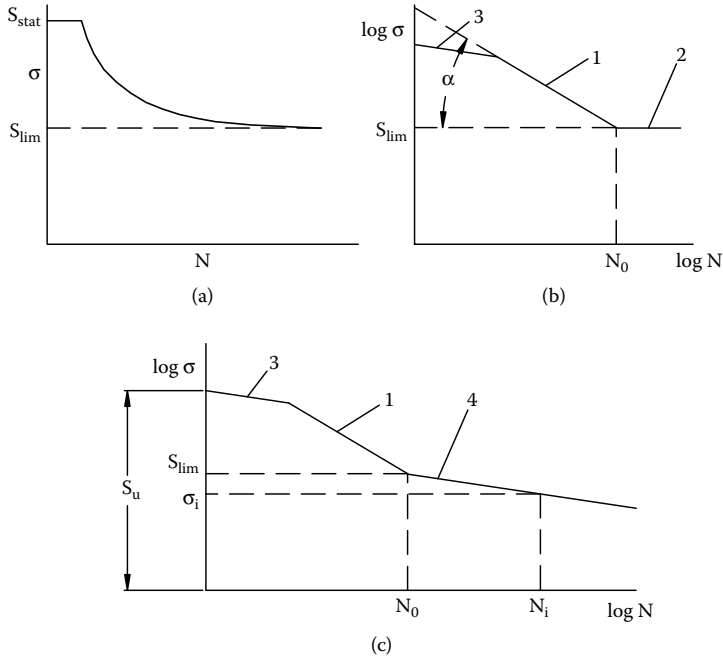 S_stat
σ
S_lim
N
(a)
log σ
3
1
2
α
S_lim
N_0
log N
(b)
log σ
3
1
4
S_lim
S_u
σ_i
N_0
N_i
log N
(c)